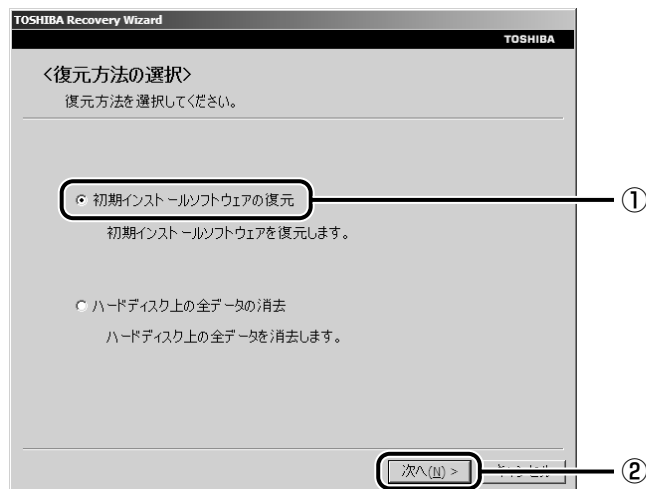 TOSHIBA Recovery Wizard
TOSHIBA
<復元方法の選択>
復元方法を選択してください。
初期インストールソフトウェアの復元
①
初期インストールソフトウェアを復元します。
ハードディスク上の全データの消去
ハードディスク上の全データを消去します。
次へ(N) >
②